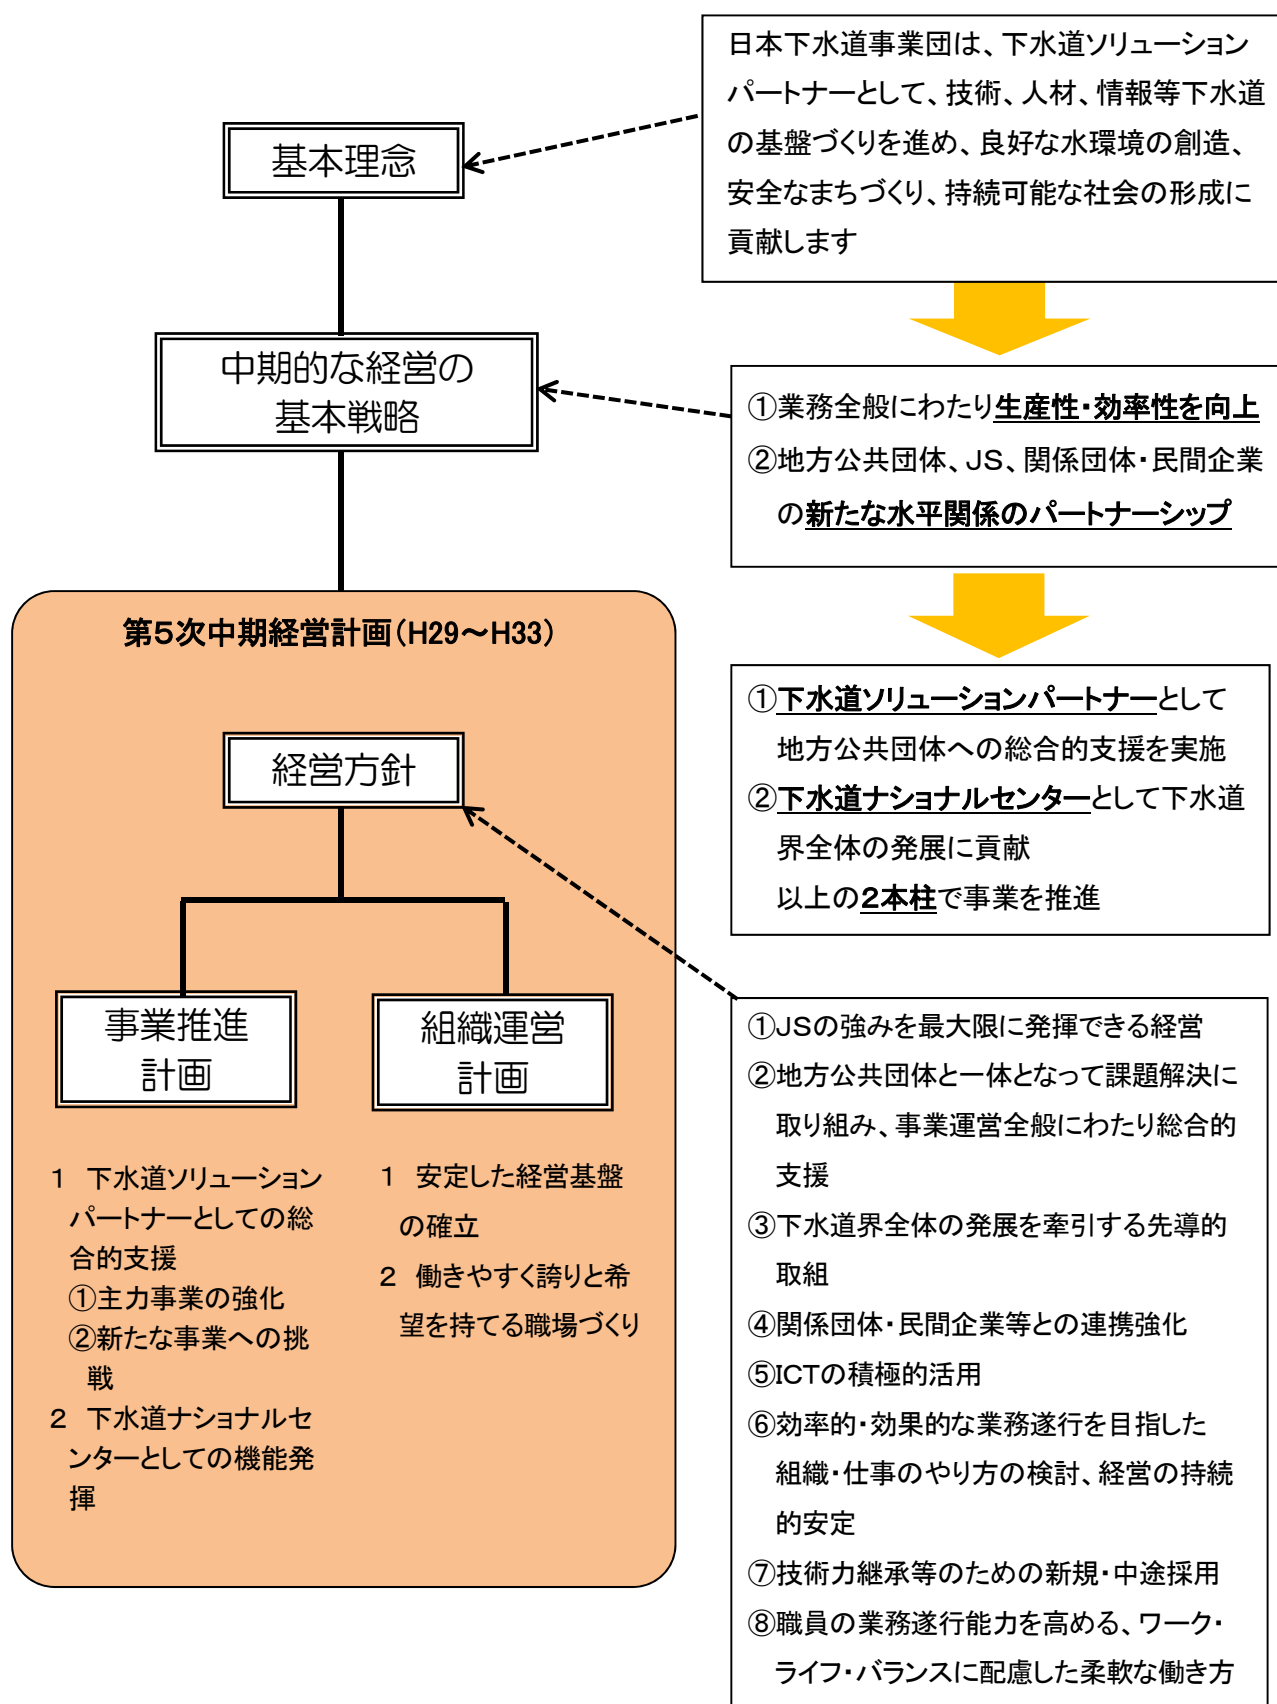 日本下水道事業団は、下水道ソリューション
パートナーとして、技術、人材、情報等下水道
の基盤づくりを進め、良好な水環境の創造、
安全なまちづくり、持続可能な社会の形成に
貢献します
基本理念
中期的な経営の
基本戦略
①業務全般にわたり生産性・効率性を向上
②地方公共団体、JS、関係団体・民間企業
の新たな水平関係のパートナーシップ
第5次中期経営計画(H29～H33)
①下水道ソリューションパートナーとして
地方公共団体への総合的支援を実施
②下水道ナショナルセンターとして下水道
界全体の発展に貢献
以上の2本柱で事業を推進
経営方針
事業推進
計画
組織運営
計画
1 下水道ソリューション
パートナーとしての総
合的支援
①主力事業の強化
②新たな事業への挑
戦
2 下水道ナショナルセ
ンターとしての機能発
揮
1 安定した経営基盤
の確立
2 働きやすく誇りと希
望を持てる職場づくり
①JSの強みを最大限に発揮できる経営
②地方公共団体と一体となって課題解決に
取り組み、事業運営全般にわたり総合的
支援
③下水道界全体の発展を牽引する先導的
取組
④関係団体・民間企業等との連携強化
⑤ICTの積極的活用
⑥効率的・効果的な業務遂行を目指した
組織・仕事のやり方の検討、経営の持続
的安定
⑦技術力継承等のための新規・中途採用
⑧職員の業務遂行能力を高める、ワーク・
ライフ・バランスに配慮した柔軟な働き方